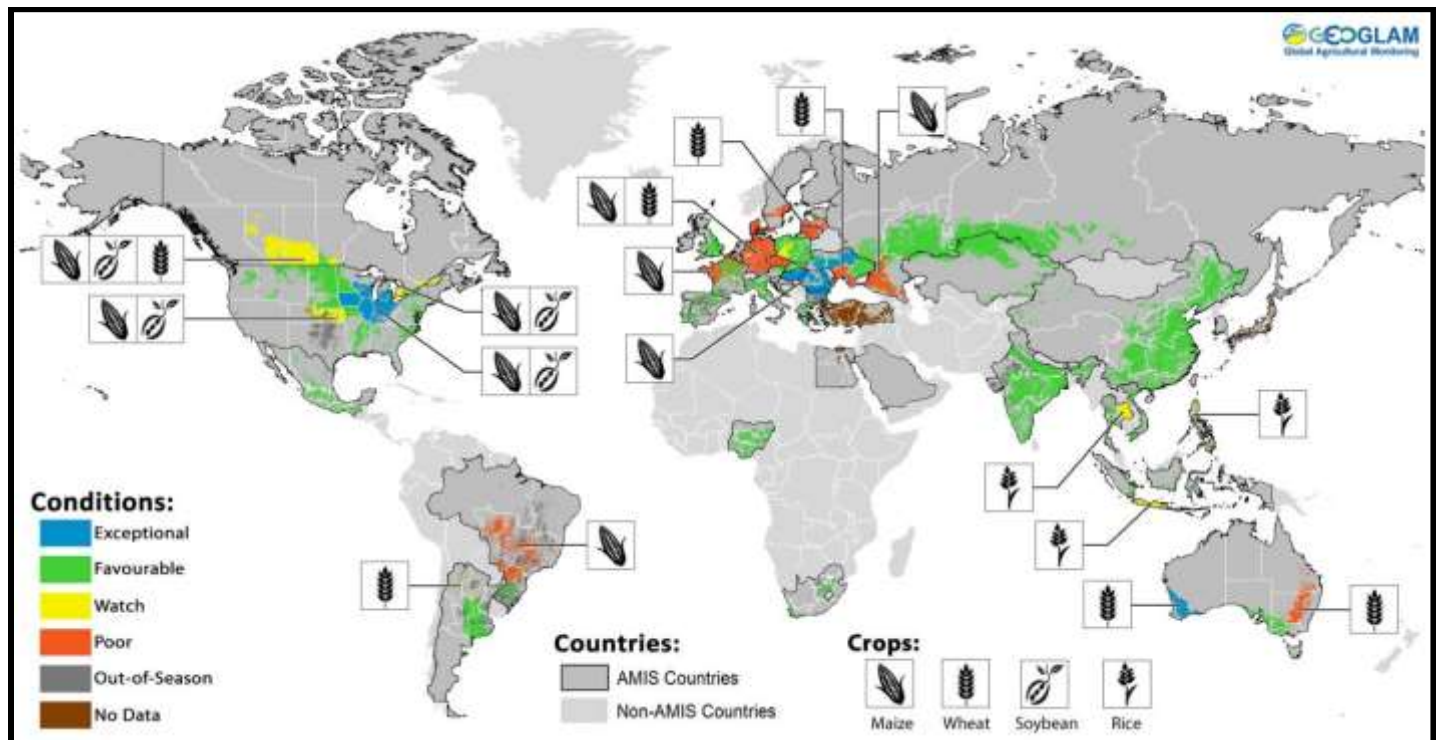 GEOGLAM
Global Agricultural Monitoring
Conditions:
Exceptional
Favourable
Watch
Poor
Out-of-Season
No Data
Countries:
AMIS Countries
Non-AMIS Countries
Crops:
Maize
Wheat
Soybean
Rice